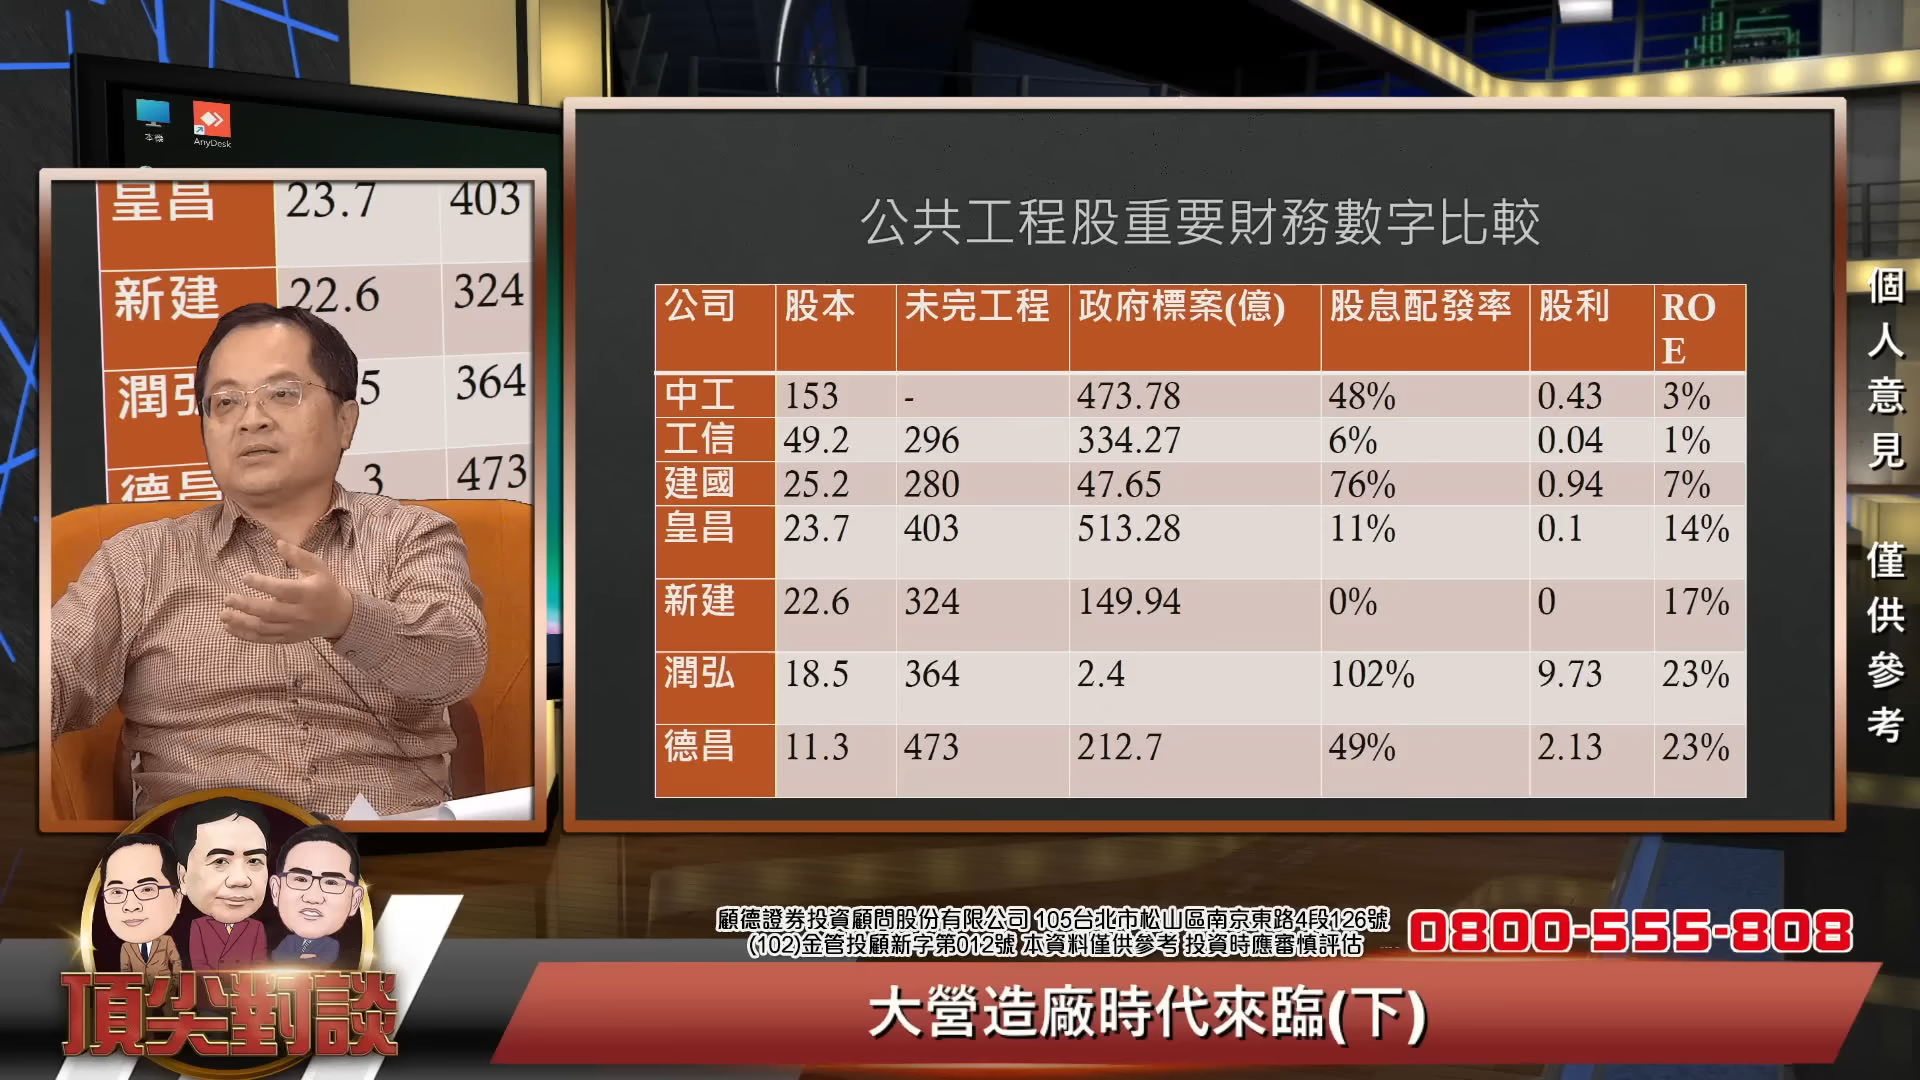 本機
AnyDesk
皇昌 23.7 403
新建 22.6 324
潤弘 5 364
德昌 3 473
公共工程股重要財務數字比較
公司 股本 未完工程 政府標案(億) 股息配發率 股利 RO
E
中工 153 - 473.78 48% 0.43 3%
工信 49.2 296 334.27 6% 0.04 1%
建國 25.2 280 47.65 76% 0.94 7%
皇昌 23.7 403 513.28 11% 0.1 14%
新建 22.6 324 149.94 0% 0 17%
潤弘 18.5 364 2.4 102% 9.73 23%
德昌 11.3 473 212.7 49% 2.13 23%
個人意見 僅供參考
顧德證券投資顧問股份有限公司 105台北市松山區南京東路4段126號
(102)金管投顧新字第012號 本資料僅供參考 投資時應審慎評估
0800-555-808
頂尖對談
大營造廠時代來臨(下)